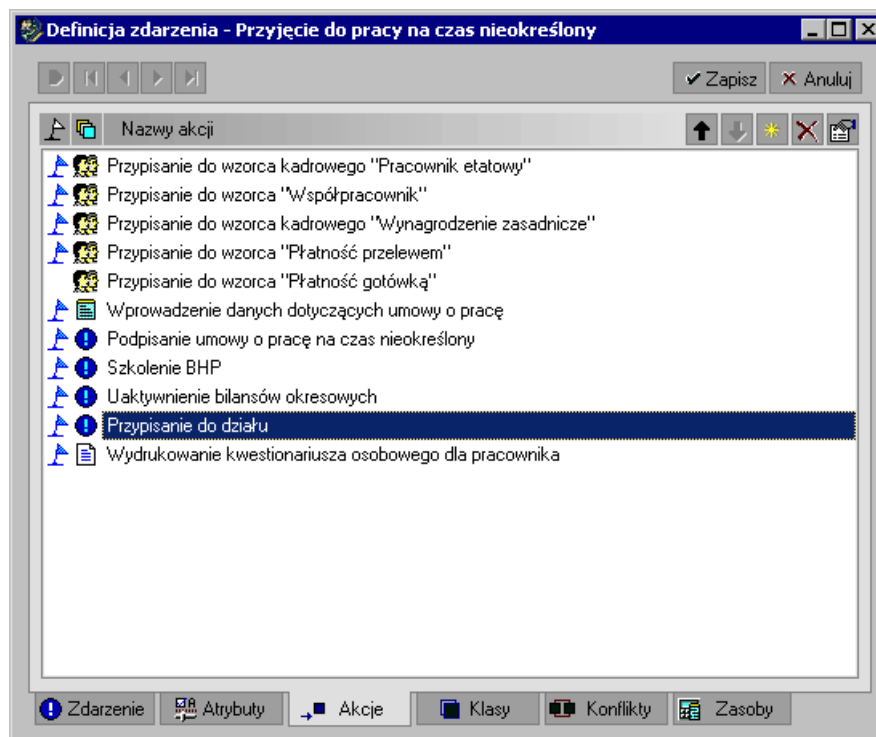 Definicja zdarzenia - Przyjęcie do pracy na czas nieokreślony
Zapisz Anuluj
Nazwy akcji
Przypisanie do wzorca kadrowego "Pracownik etatowy"
Przypisanie do wzorca "Współpracownik"
Przypisanie do wzorca kadrowego "Wynagrodzenie zasadnicze"
Przypisanie do wzorca "Płatność przelewem"
Przypisanie do wzorca "Płatność gotówką"
Wprowadzenie danych dotyczących umowy o pracę
Podpisanie umowy o pracę na czas nieokreślony
Szkolenie BHP
Uaktywnienie bilansów okresowych
Przypisanie do działu
Wydrukowanie kwestionariusza osobowego dla pracownika
Zdarzenie Atrybuty Akcje Klasy Konflikty Zasoby